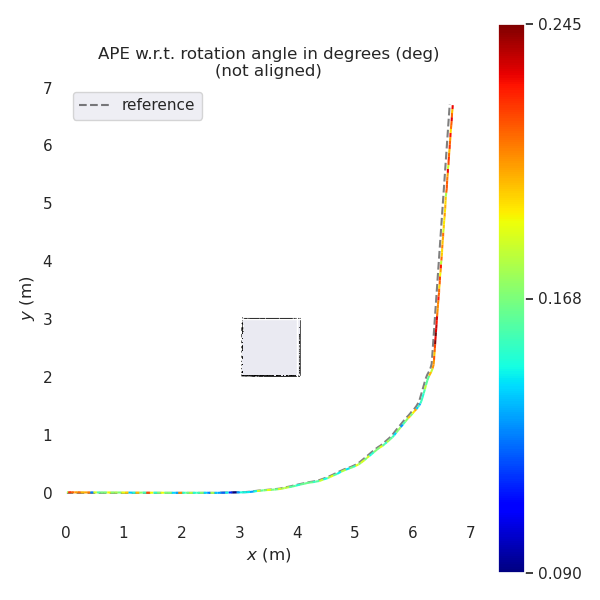 APE w.r.t. rotation angle in degrees (deg)
(not aligned)
reference
7
6
5
4
3
2
1
0
y (m)
0 1 2 3 4 5 6 7
x (m)
0.245
0.168
0.090